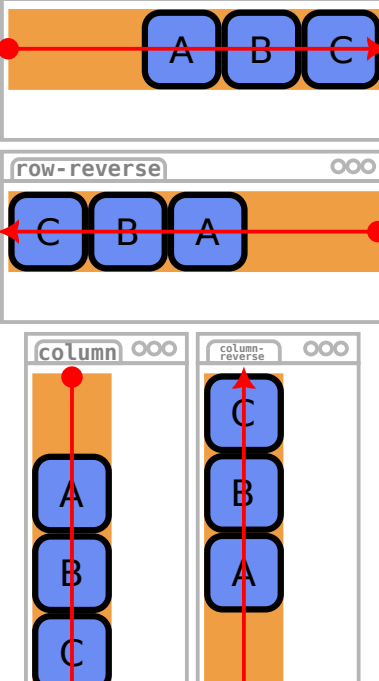 A B C
row-reverse
C B A
column
A
B
C
column-
reverse
C
B
A